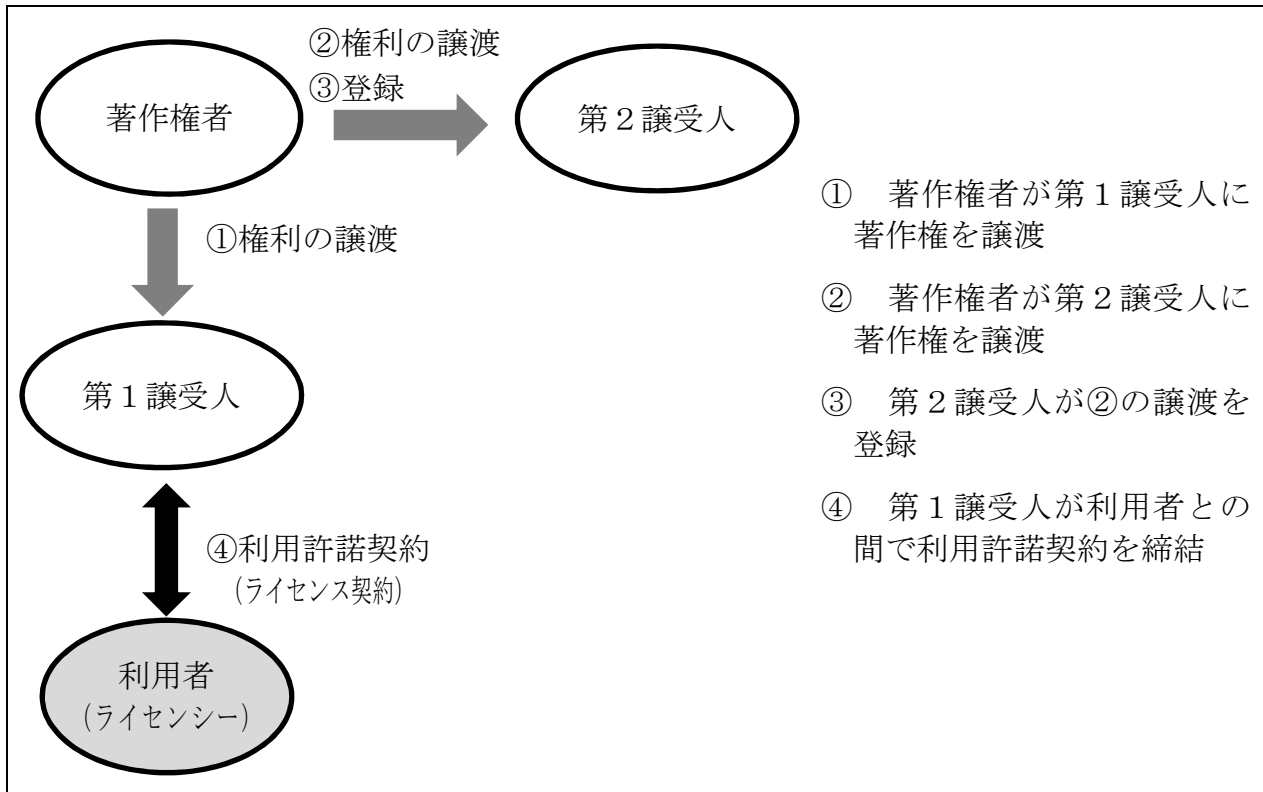 ②権利の譲渡
③登録
著作権者
第2譲受人
①権利の譲渡
第1譲受人
④利用許諾契約
(ライセンス契約)
利用者
(ライセンシー)
① 著作権者が第1譲受人に
著作権を譲渡
② 著作権者が第2譲受人に
著作権を譲渡
③ 第2譲受人が②の譲渡を
登録
④ 第1譲受人が利用者との
間で利用許諾契約を締結